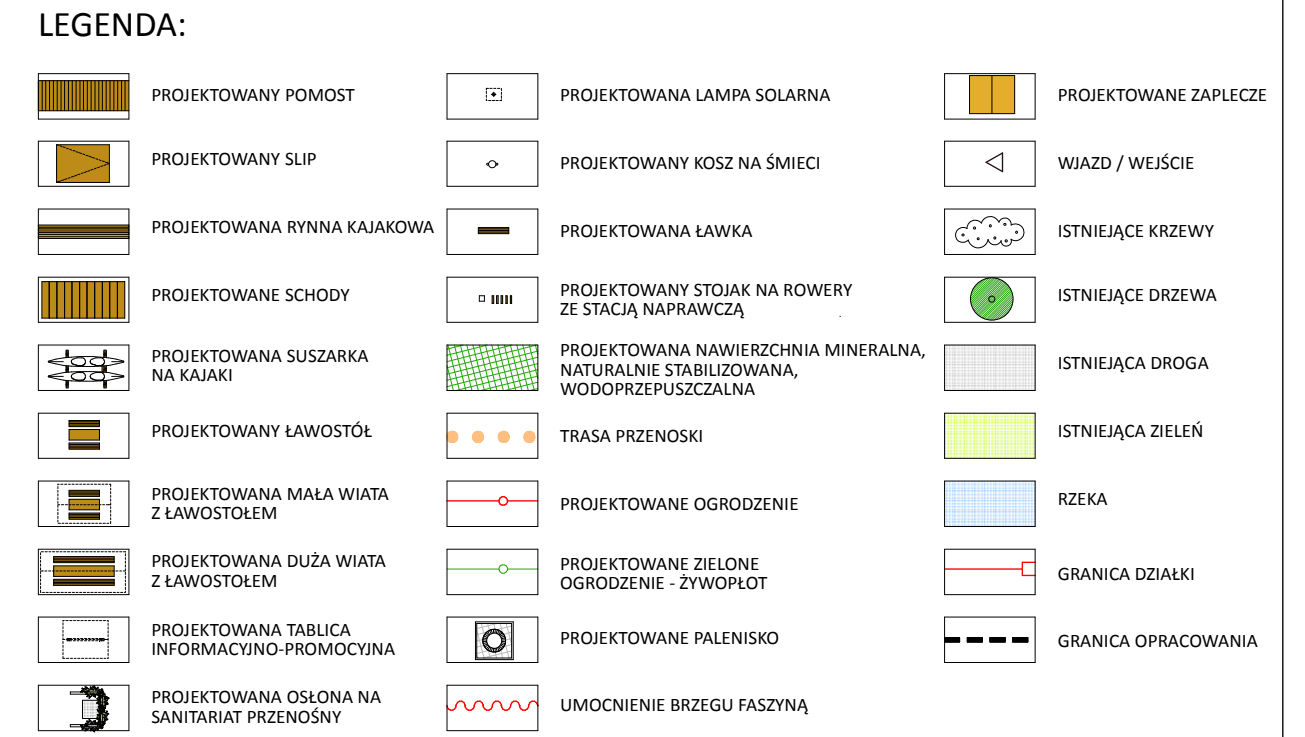 LEGENDA:
PROJEKTOWANY POMOST
PROJEKTOWANY SLIP
PROJEKTOWANA RYNNA KAJAKOWA
PROJEKTOWANE SCHODY
PROJEKTOWANA SUSZARKA
NA KAJAKI
PROJEKTOWANY ŁAWOSTÓŁ
PROJEKTOWANA MAŁA WIATA
Z ŁAWOSTOŁEM
PROJEKTOWANA DUŻA WIATA
Z ŁAWOSTOŁEM
PROJEKTOWANA TABLICA
INFORMACYJNO-PROMOCYJNA
PROJEKTOWANA OSŁONA NA
SANITARIAT PRZENOŚNY
PROJEKTOWANA LAMPA SOLARNA
PROJEKTOWANY KOSZ NA ŚMIECI
PROJEKTOWANA ŁAWKA
PROJEKTOWANY STOJAK NA ROWERY
ZE STACJĄ NAPRAWCZĄ
PROJEKTOWANA NAWIERZCHNIA MINERALNA,
NATURALNIE STABILIZOWANA,
WODOPRZEPUSZCZALNA
TRASA PRZENOSKI
PROJEKTOWANE OGRODZENIE
PROJEKTOWANE ZIELONE
OGRODZENIE - ŻYWOPŁOT
PROJEKTOWANE PALENISKO
UMOCNIENIE BRZEGU FASZYNĄ
PROJEKTOWANE ZAPLECZE
WJAZD / WEJŚCIE
ISTNIEJĄCE KRZEWY
ISTNIEJĄCE DRZEWA
ISTNIEJĄCA DROGA
ISTNIEJĄCA ZIELEŃ
RZEKA
GRANICA DZIAŁKI
GRANICA OPRACOWANIA